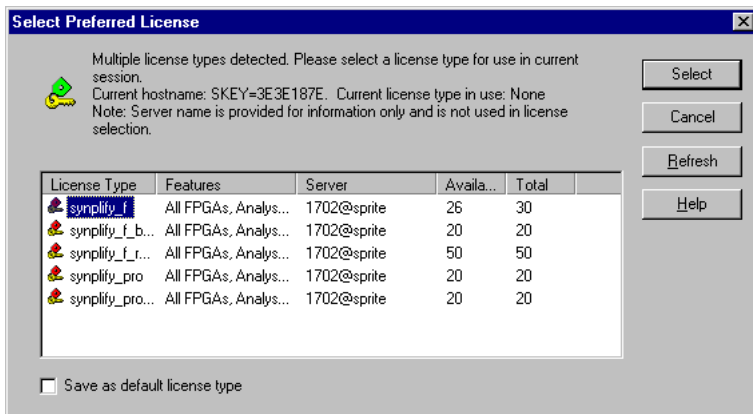 Select Preferred License
Multiple license types detected. Please select a license type for use in current
session.
Current hostname: SKEY=3E3E187E. Current license type in use: None
Note: Server name is provided for information only and is not used in license
selection.
Select
Cancel
Refresh
Help
License Type Features Server Availa... Total
synplify_f All FPGAs, Analys... 1702@sprite 26 30
synplify_f_b... All FPGAs, Analys... 1702@sprite 20 20
synplify_f_r... All FPGAs, Analys... 1702@sprite 50 50
synplify_pro All FPGAs, Analys... 1702@sprite 20 20
synplify_pro... All FPGAs, Analys... 1702@sprite 20 20
Save as default license type